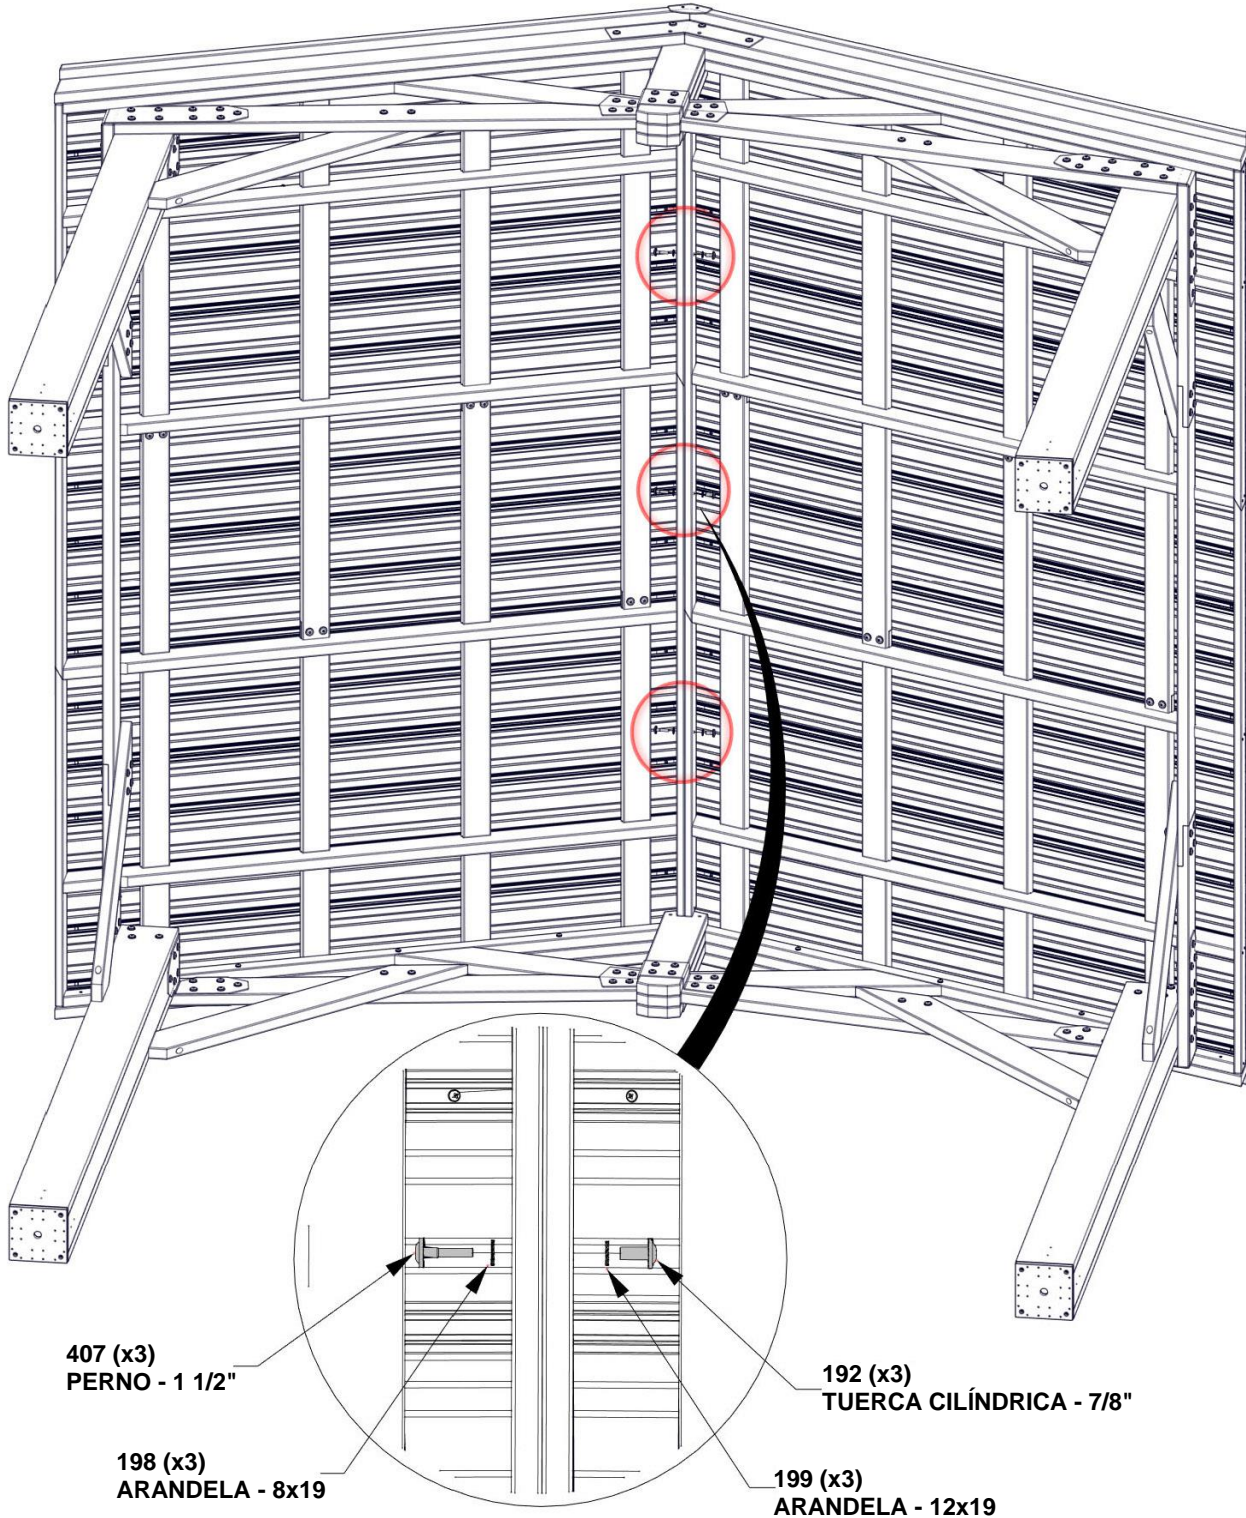 407 (x3)
PERNO - 1 1/2"
192 (x3)
TUERCA CILÍNDRICA - 7/8"
198 (x3)
ARANDELA - 8x19
199 (x3)
ARANDELA - 12x19